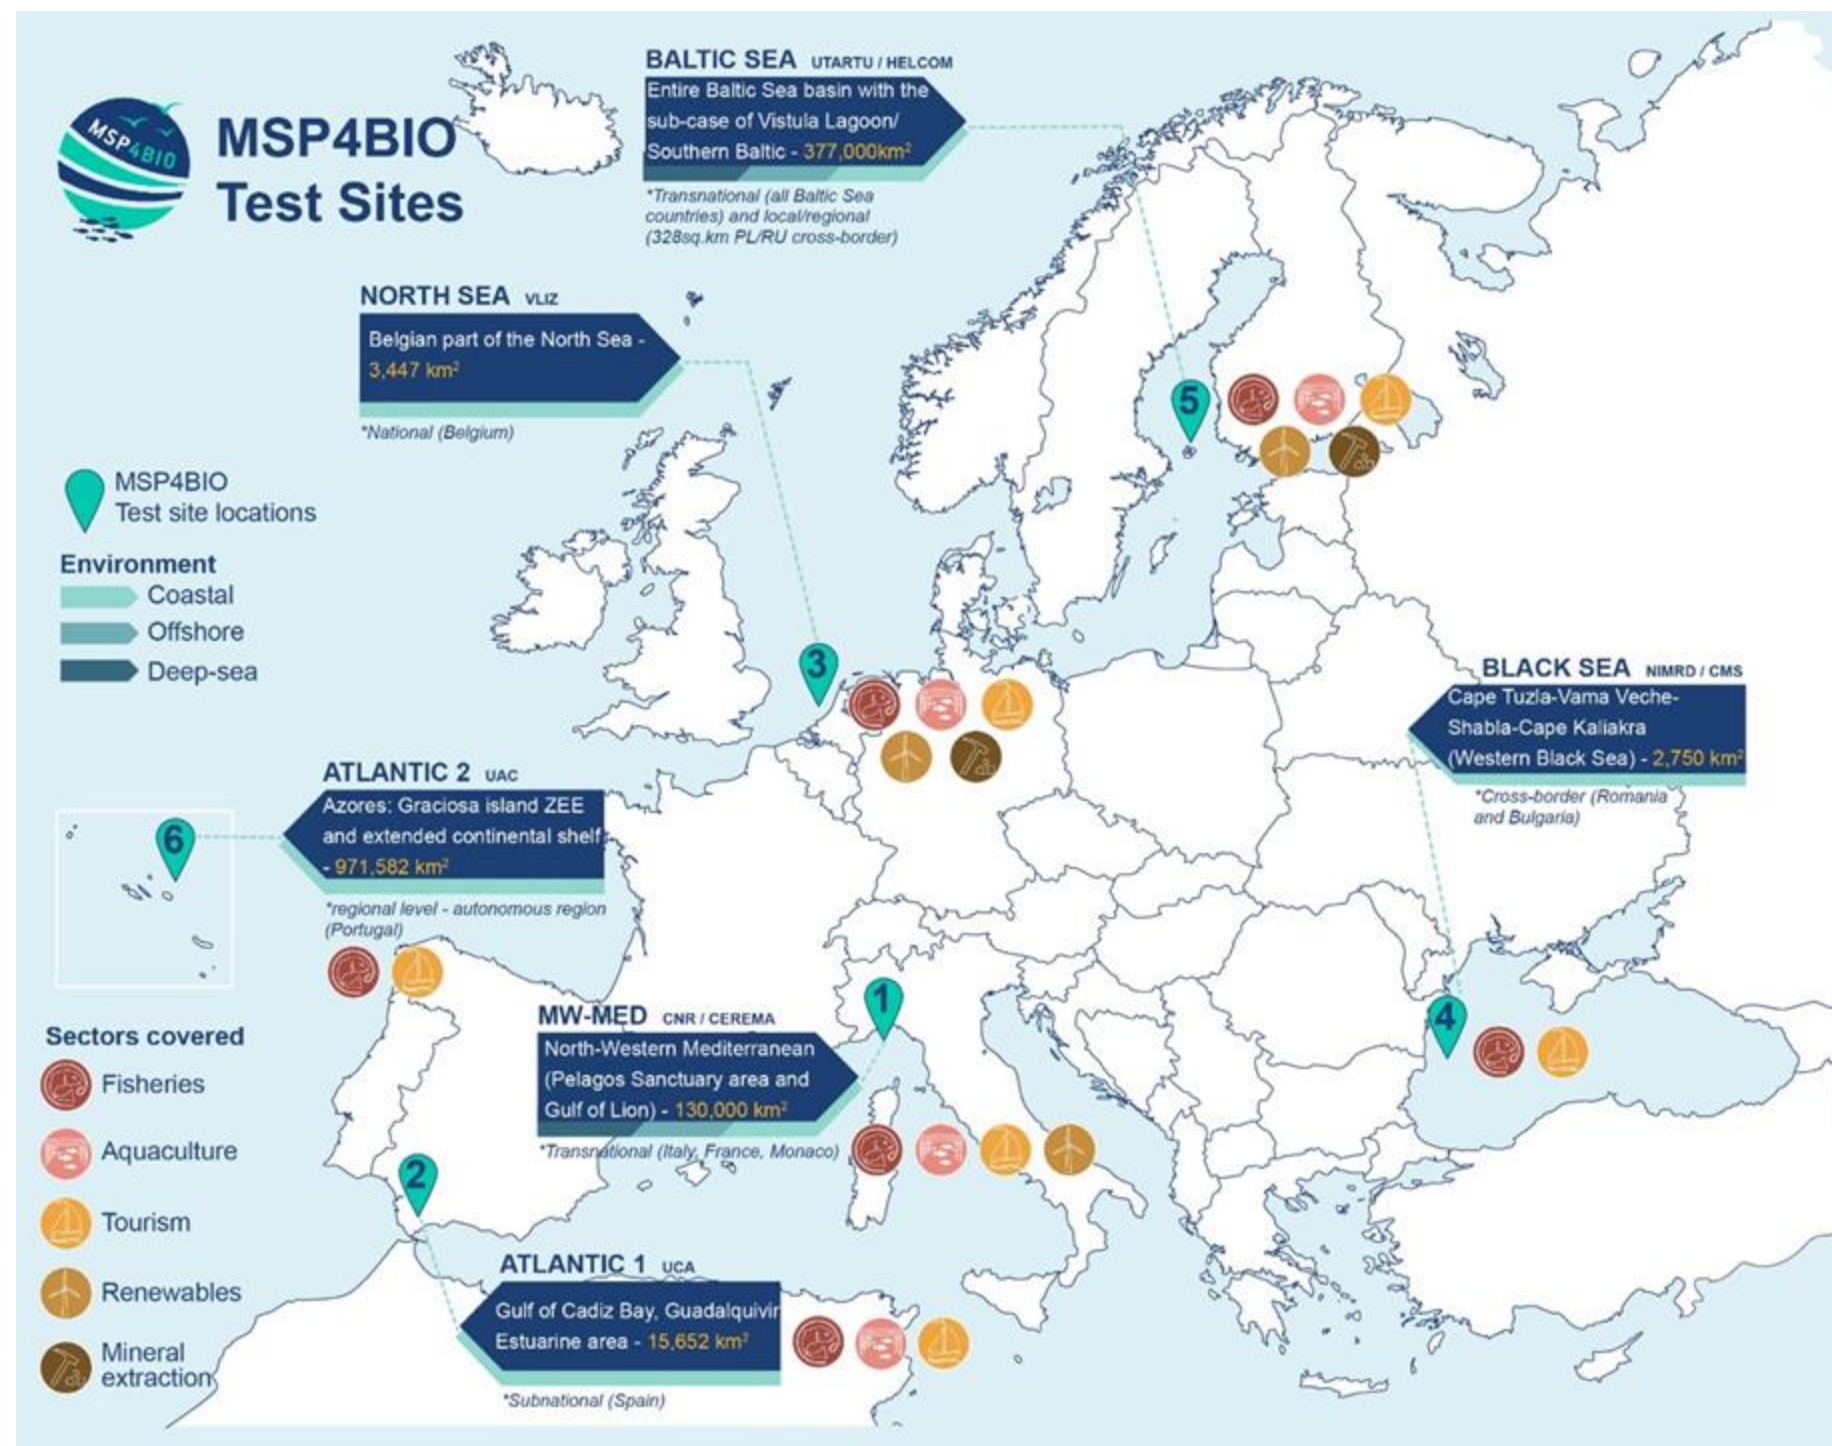 MSP4BIO
MSP4BIO
Test Sites
BALTIC SEA UTARTU / HELCOM
Entire Baltic Sea basin with the
sub-case of Vistula Lagoon/
Southern Baltic - 377,000km²
*Transnational (all Baltic Sea
countries) and local/regional
(328sq.km PL/RU cross-border)
NORTH SEA VLIZ
Belgian part of the North Sea -
3,447 km²
*National (Belgium)
5
MSP4BIO
Test site locations
Environment
Coastal
Offshore
Deep-sea
3
BLACK SEA NIMRD / CMS
Cape Tuzla-Vama Veche-
Shabla-Cape Kaliakra
(Western Black Sea) - 2,750 km²
*Cross-border (Romania
and Bulgaria)
ATLANTIC 2 UAC
Azores: Graciosa island ZEE
and extended continental shelf
- 971,582 km²
*regional level - autonomous region
(Portugal)
6
Sectors covered
Fisheries
Aquaculture
Tourism
Renewables
Mineral
extraction
1
MW-MED CNR / CEREMA
North-Western Mediterranean
(Pelagos Sanctuary area and
Gulf of Lion) - 130,000 km²
*Transnational (Italy, France, Monaco)
4
2
ATLANTIC 1 UCA
Gulf of Cadiz Bay, Guadalquivir
Estuarine area - 15,652 km²
*Subnational (Spain)